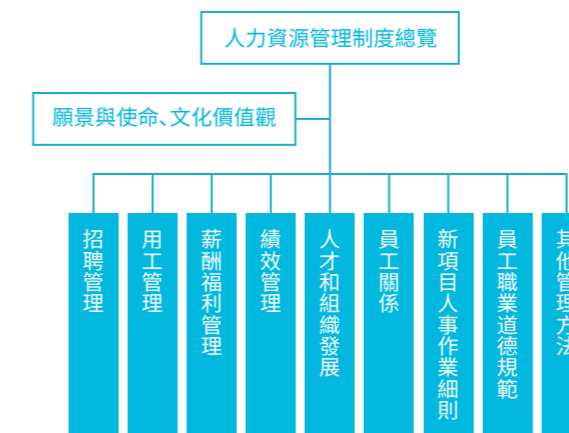 人力資源管理制度總覽
願景與使命、文化價值觀
招聘管理
用工管理
薪酬福利管理
績效管理
人才和組織發展
員工關係
新項目人事作業細則
員工職業道德規範
其他管理方法